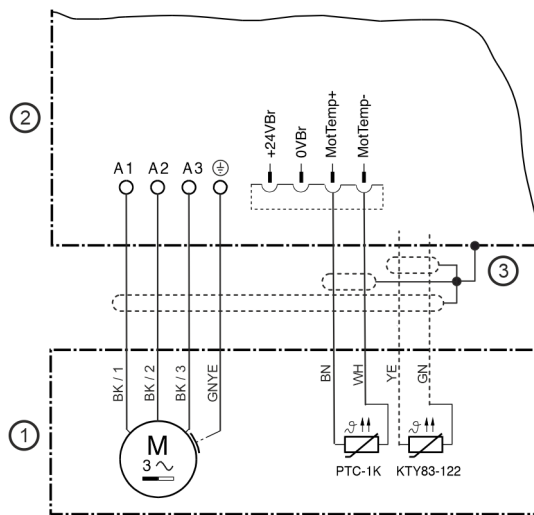 2
+24VBr
0VBr
MotTemp+
MotTemp-
A1 A2 A3
3
BK / 1
BK / 2
BK / 3
GNYE
BN
WH
YE
GN
1
M
3 ~
ϑ
ϑ
PTC-1K KTY83-122